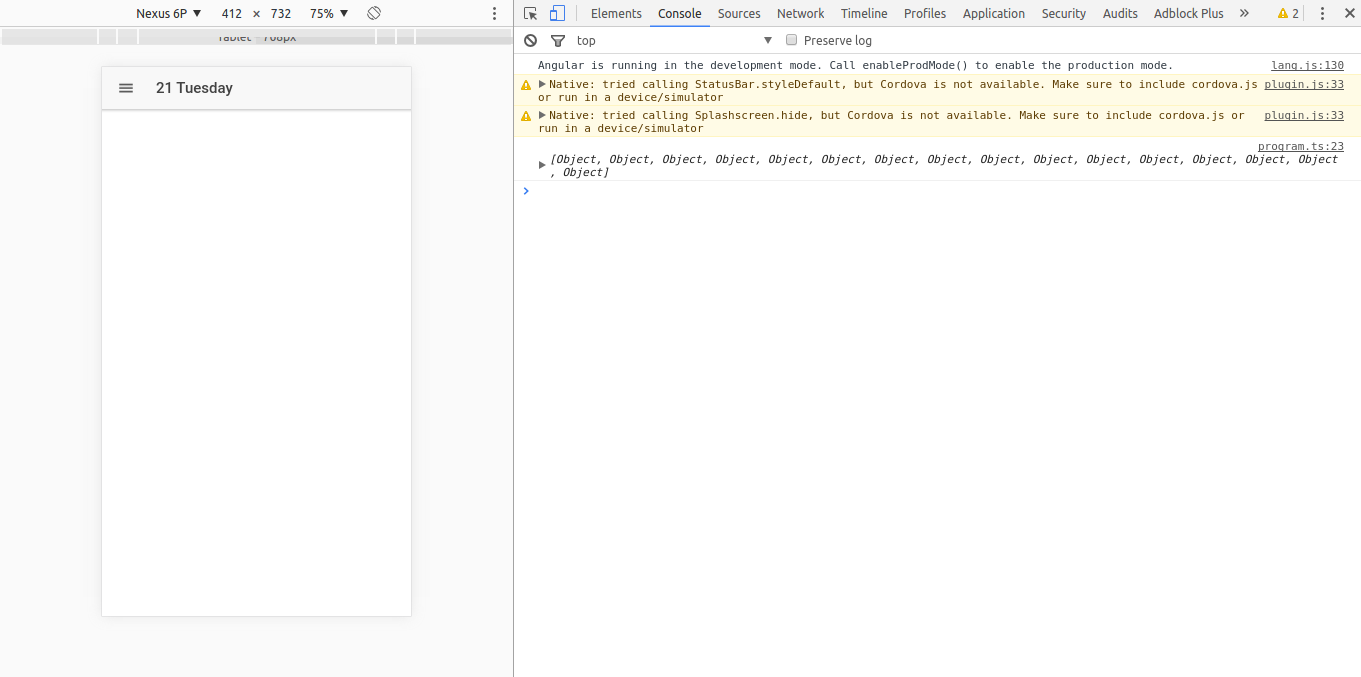 Nexus 6P ▼ 412 × 732 75% ▼
Elements Console Sources Network Timeline Profiles Application Security Audits Adblock Plus » 2
top ▼ Preserve log
Tablet – 768px
Angular is running in the development mode. Call enableProdMode() to enable the production mode. lang.js:130
21 Tuesday
Native: tried calling StatusBar.styleDefault, but Cordova is not available. Make sure to include cordova.js plugin.js:33
or run in a device/simulator
Native: tried calling Splashscreen.hide, but Cordova is not available. Make sure to include cordova.js or plugin.js:33
run in a device/simulator
program.ts:23
[Object, Object, Object, Object, Object, Object, Object, Object, Object, Object, Object, Object, Object, Object, Object
, Object]